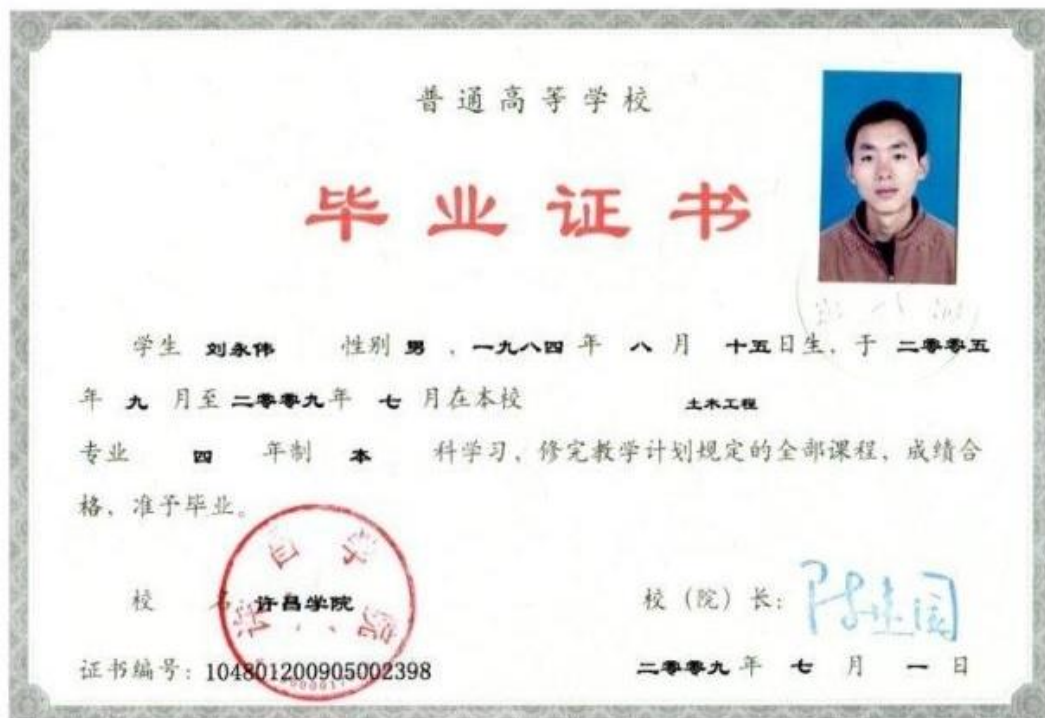 普通高等学校
毕业证书
学生 刘永伟 性别 男 ，一九八四 年 八 月 十五日生，于 二零零五
年 九 月至 二零零九年 七 月在本校 土木工程
专业 四 年制 本 科学习，修完教学计划规定的全部课程，成绩合
格，准予毕业。
校 名：许昌学院 校（院）长：
许昌学院
证书编号：104801200905002398 二零零九 年 七 月 一 日